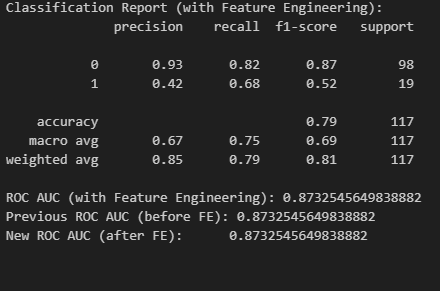 Classification Report (with Feature Engineering):
precision recall f1-score support
0 0.93 0.82 0.87 98
1 0.42 0.68 0.52 19
accuracy 0.79 117
macro avg 0.67 0.75 0.69 117
weighted avg 0.85 0.79 0.81 117
ROC AUC (with Feature Engineering): 0.8732545649838882
Previous ROC AUC (before FE): 0.8732545649838882
New ROC AUC (after FE): 0.8732545649838882